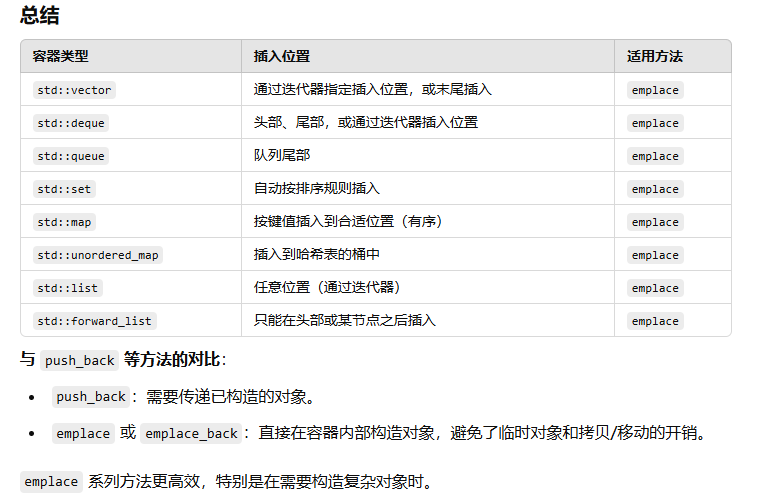 总结
容器类型 插入位置 适用方法
std::vector 通过迭代器指定插入位置，或末尾插入 emplace
std::deque 头部、尾部，或通过迭代器插入位置 emplace
std::queue 队列尾部 emplace
std::set 自动按排序规则插入 emplace
std::map 按键值插入到合适位置（有序） emplace
std::unordered_map 插入到哈希表的桶中 emplace
std::list 任意位置（通过迭代器） emplace
std::forward_list 只能在头部或某节点之后插入 emplace
与 push_back 等方法的对比：
• push_back：需要传递已构造的对象。
• emplace 或 emplace_back：直接在容器内部构造对象，避免了临时对象和拷贝/移动的开销。
emplace 系列方法更高效，特别是在需要构造复杂对象时。